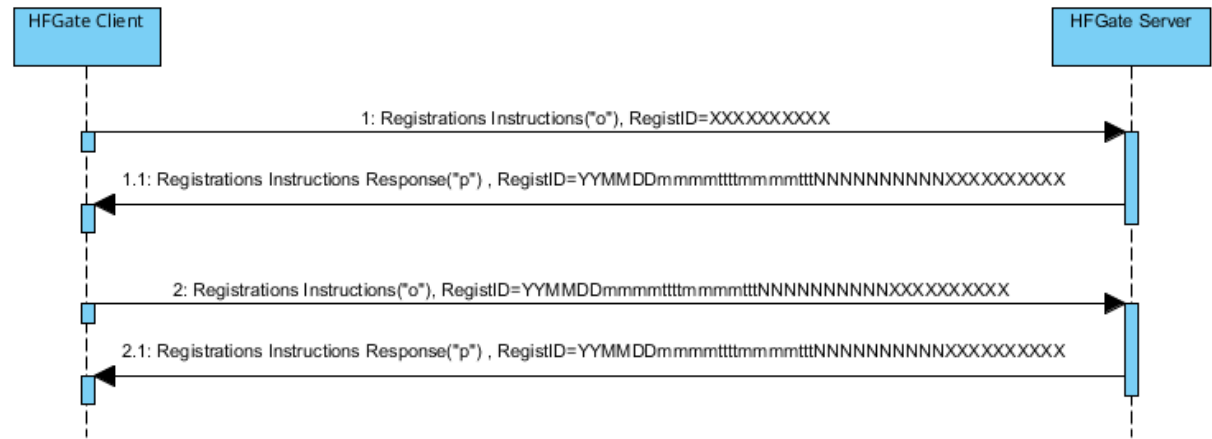 HFGate Client
HFGate Server
1: Registrations Instructions("o"), RegistID=XXXXXXXXXX
1.1: Registrations Instructions Response("p") , RegistID=YYMMDDmmmmttttmmmmtttNNNNNNNNNNXXXXXXXXXX
2: Registrations Instructions("o"), RegistID=YYMMDDmmmmttttmmmmtttNNNNNNNNNNXXXXXXXXXX
2.1: Registrations Instructions Response("p") , RegistID=YYMMDDmmmmttttmmmmtttNNNNNNNNNNXXXXXXXXXX